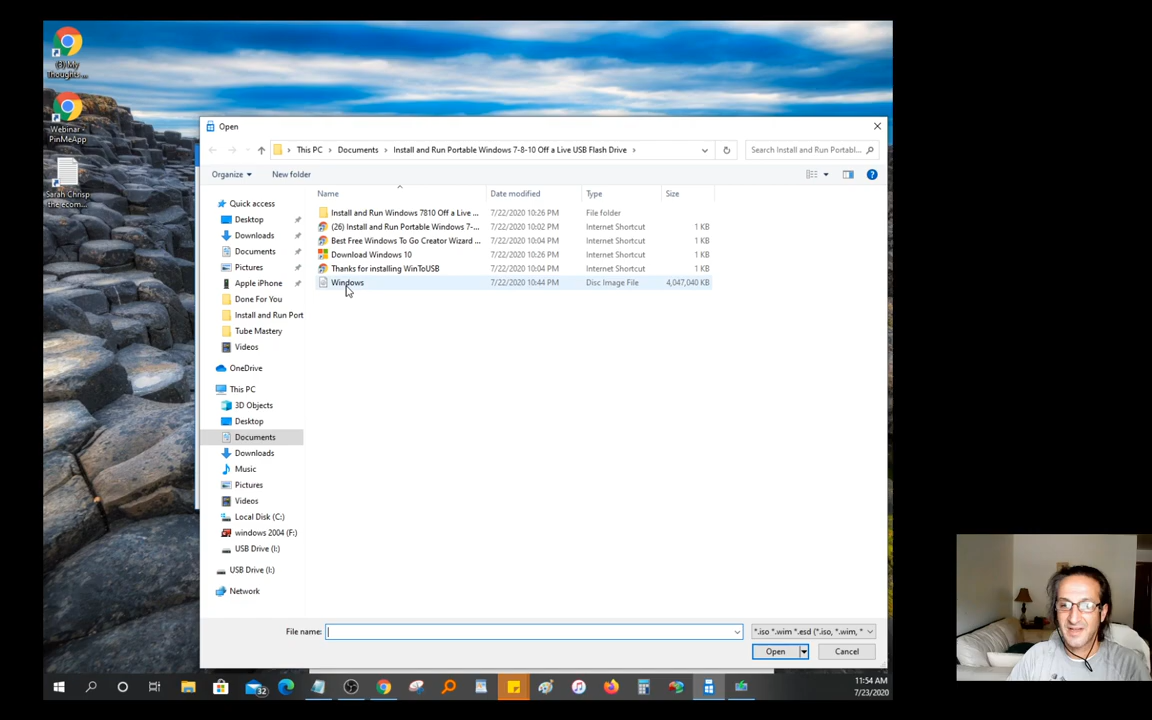 (3) My
Thoughts ...
Webinar -
PinMeApp
Sarah Chrisp
the ecom...
Open
This PC
Documents
Install and Run Portable Windows 7-8-10 Off a Live USB Flash Drive
Search Install and Run Portabl...
Organize
New folder
Name
Date modified
Type
Size
Install and Run Windows 7810 Off a Live ...
7/22/2020 10:26 PM
File folder
(26) Install and Run Portable Windows 7-...
7/22/2020 10:02 PM
Internet Shortcut
1 KB
Best Free Windows To Go Creator Wizard ...
7/22/2020 10:04 PM
Internet Shortcut
1 KB
Download Windows 10
7/22/2020 10:26 PM
Internet Shortcut
1 KB
Thanks for installing WinToUSB
7/22/2020 10:04 PM
Internet Shortcut
1 KB
Windows
7/22/2020 10:44 PM
Disc Image File
4,047,040 KB
Quick access
Desktop
Downloads
Documents
Pictures
Apple iPhone
Done For You
Install and Run Port
Tube Mastery
Videos
OneDrive
This PC
3D Objects
Desktop
Documents
Downloads
Music
Pictures
Videos
Local Disk (C:)
windows 2004 (F:)
USB Drive (I:)
USB Drive (I:)
Network
File name:
*.iso *.wim *.esd (*.iso, *.wim, *
Open
Cancel
32
11:54 AM
7/23/2020